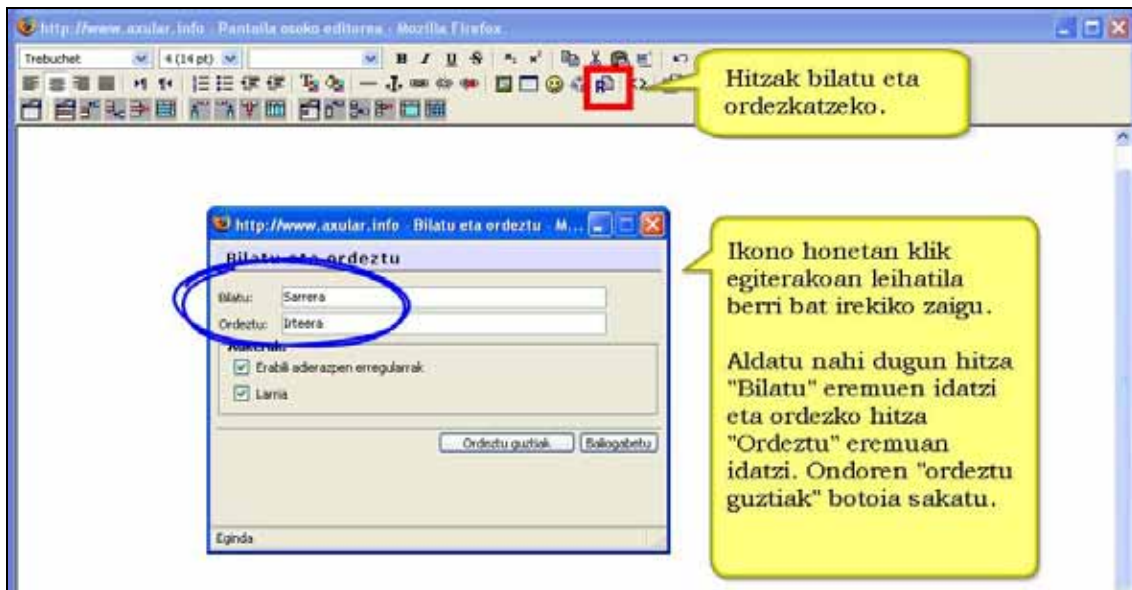 http://www.axular.info - Pantaila osoko editorea - Mozilla Firefox
Trebuchet 4 (14 pt) B I U S
Hitzak bilatu eta
ordezkatzeko.
http://www.axular.info - Bilatu eta ordeztu - M...
Bilatu eta ordeztu
Bilatu: Sarrera
Ordeztu: Irteera
Aukerak
Erabili adierazpen erregularrak
Larria
Ordeztu guztiak Baliogabetu
Eginda
Ikono honetan klik
egiterakoan leihatila
berri bat irekiko zaigu.
Aldatu nahi dugun hitza
"Bilatu" eremuen idatzi
eta ordezko hitza
"Ordeztu" eremuan
idatzi. Ondoren "ordeztu
guztiak" botoia sakatu.